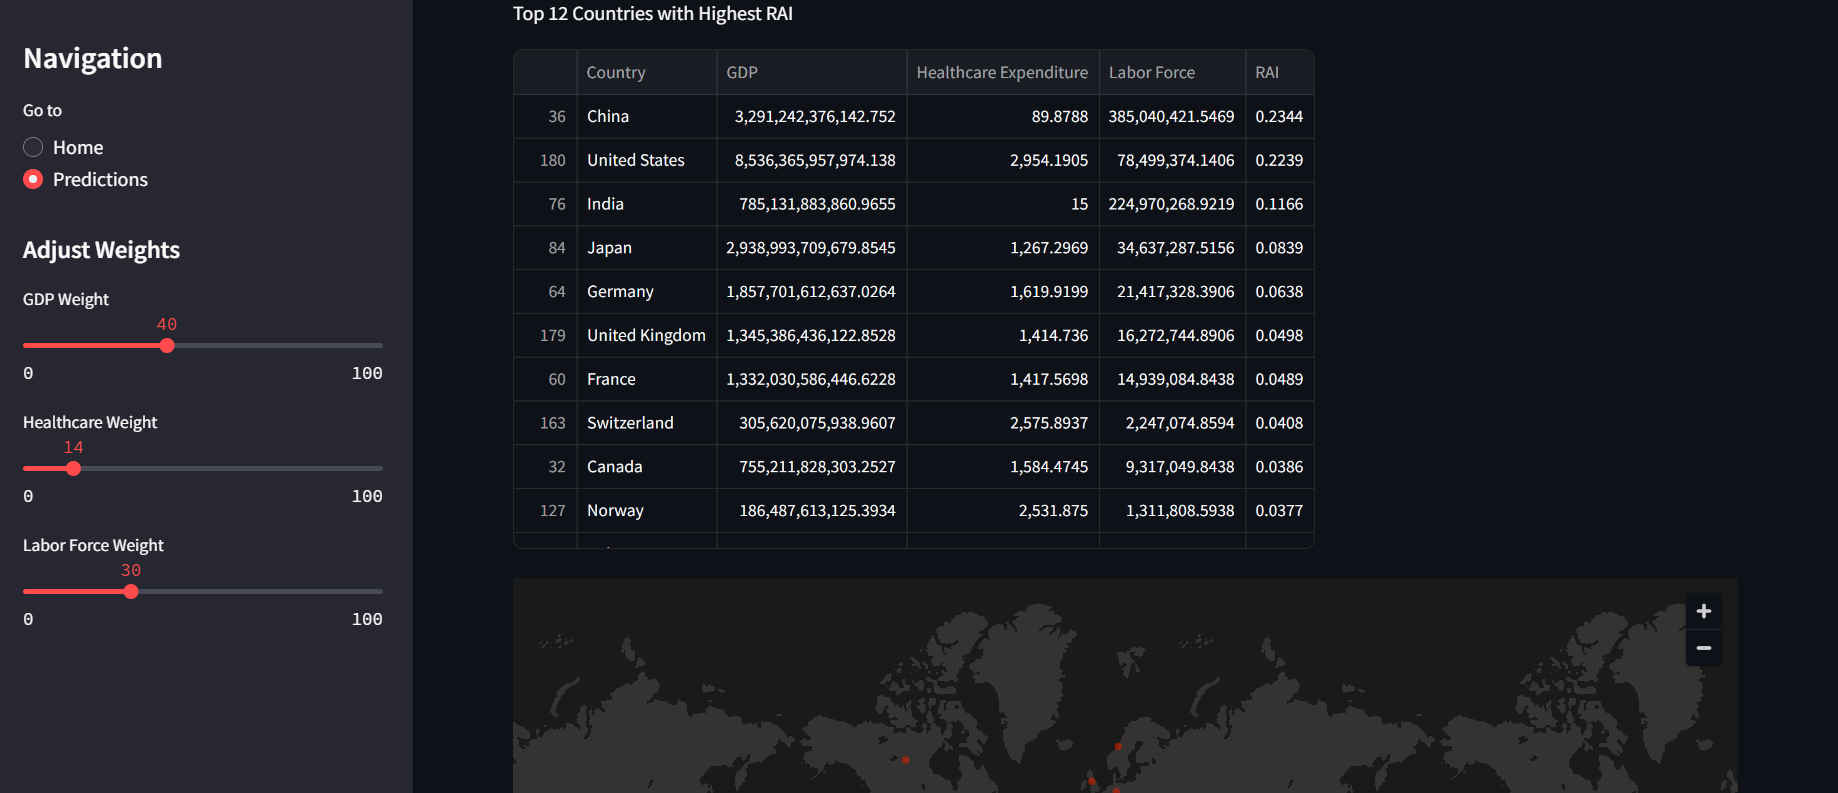 Navigation
Go to
Home
Predictions
Adjust Weights
GDP Weight
40
0 100
Healthcare Weight
14
0 100
Labor Force Weight
30
0 100
Top 12 Countries with Highest RAI
Country GDP Healthcare Expenditure Labor Force RAI
36 China 3,291,242,376,142.752 89.8788 385,040,421.5469 0.2344
180 United States 8,536,365,957,974.138 2,954.1905 78,499,374.1406 0.2239
76 India 785,131,883,860.9655 15 224,970,268.9219 0.1166
84 Japan 2,938,993,709,679.8545 1,267.2969 34,637,287.5156 0.0839
64 Germany 1,857,701,612,637.0264 1,619.9199 21,417,328.3906 0.0638
179 United Kingdom 1,345,386,436,122.8528 1,414.736 16,272,744.8906 0.0498
60 France 1,332,030,586,446.6228 1,417.5698 14,939,084.8438 0.0489
163 Switzerland 305,620,075,938.9607 2,575.8937 2,247,074.8594 0.0408
32 Canada 755,211,828,303.2527 1,584.4745 9,317,049.8438 0.0386
127 Norway 186,487,613,125.3934 2,531.875 1,311,808.5938 0.0377
+
−